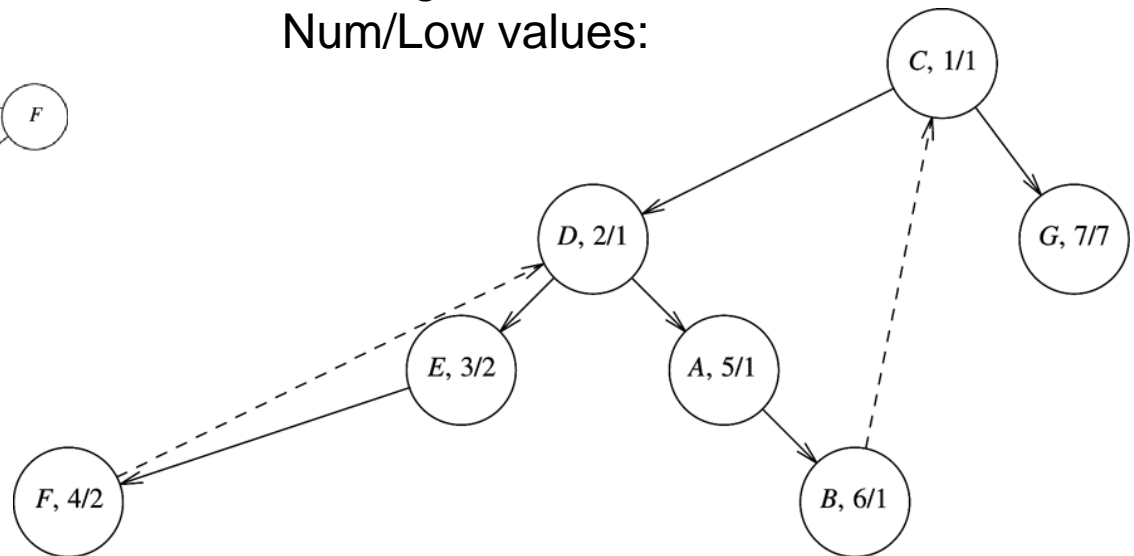 Num/Low values:
C, 1/1
F
D, 2/1
G, 7/7
E, 3/2
A, 5/1
F, 4/2
B, 6/1